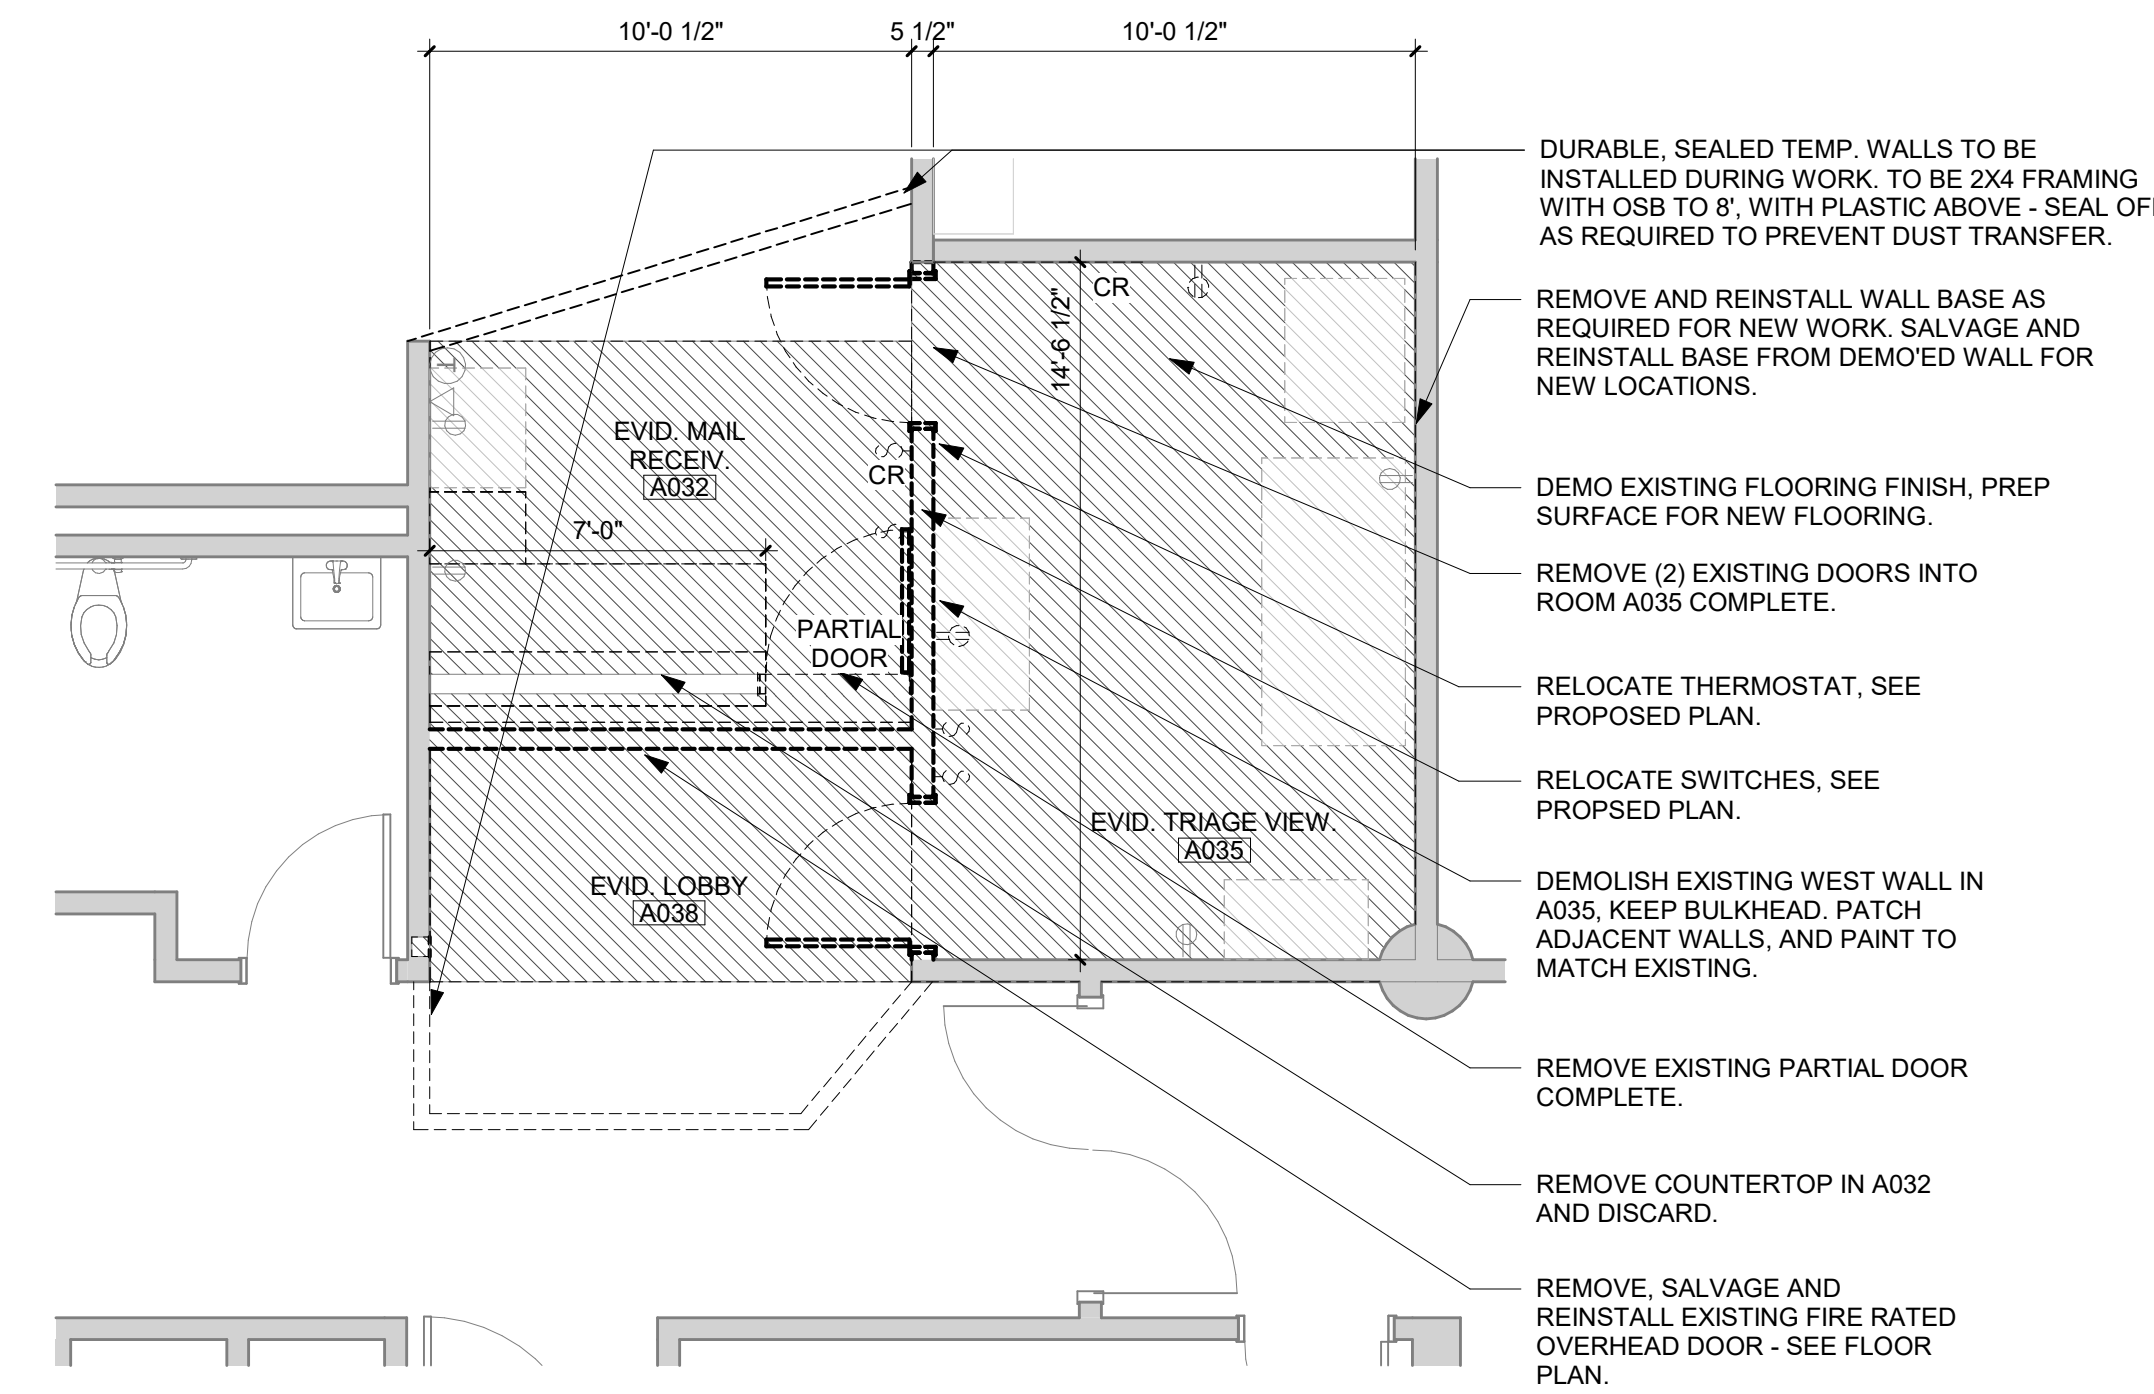 10'-0 1/2"
5 1/2"
10'-0 1/2"
DURABLE, SEALED TEMP. WALLS TO BE
INSTALLED DURING WORK. TO BE 2X4 FRAMING
WITH OSB TO 8', WITH PLASTIC ABOVE - SEAL OF
AS REQUIRED TO PREVENT DUST TRANSFER.
REMOVE AND REINSTALL WALL BASE AS
REQUIRED FOR NEW WORK. SALVAGE AND
REINSTALL BASE FROM DEMO'ED WALL FOR
NEW LOCATIONS.
DEMO EXISTING FLOORING FINISH, PREP
SURFACE FOR NEW FLOORING.
REMOVE (2) EXISTING DOORS INTO
ROOM A035 COMPLETE.
RELOCATE THERMOSTAT, SEE
PROPOSED PLAN.
RELOCATE SWITCHES, SEE
PROPSED PLAN.
DEMOLISH EXISTING WEST WALL IN
A035, KEEP BULKHEAD. PATCH
ADJACENT WALLS, AND PAINT TO
MATCH EXISTING.
REMOVE EXISTING PARTIAL DOOR
COMPLETE.
REMOVE COUNTERTOP IN A032
AND DISCARD.
REMOVE, SALVAGE AND
REINSTALL EXISTING FIRE RATED
OVERHEAD DOOR - SEE FLOOR
PLAN.
CR
14'-6 1/2"
T
EVID. MAIL
RECEIV.
A032
S
CR
7'-0"
S
PARTIAL
DOOR
S
S
EVID. TRIAGE VIEW.
A035
EVID. LOBBY
A038